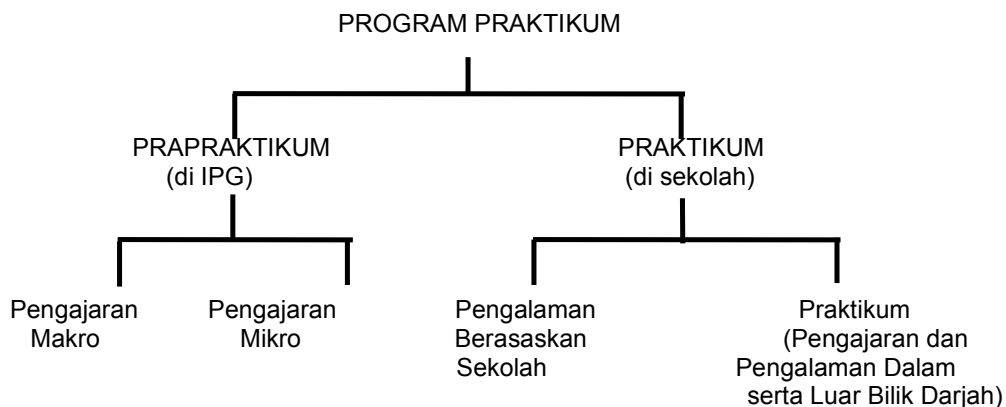 PROGRAM PRAKTIKUM
PRAPRAKTIKUM
(di IPG)
PRAKTIKUM
(di sekolah)
Pengajaran
Makro
Pengajaran
Mikro
Pengalaman
Berasaskan
Sekolah
Praktikum
(Pengajaran dan
Pengalaman Dalam
serta Luar Bilik Darjah)